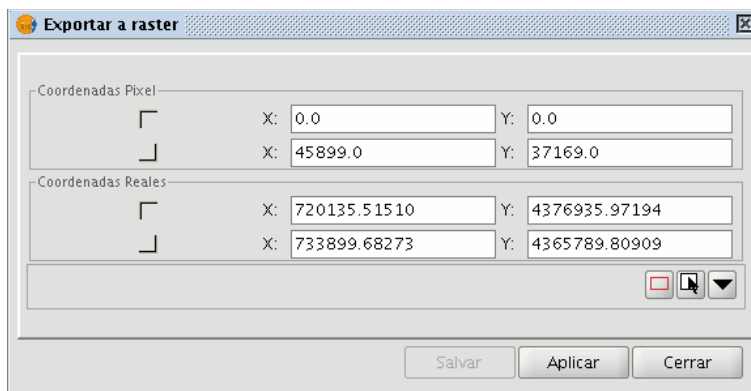 Exportar a raster
Coordenadas Pixel
X: 0.0 Y: 0.0
X: 45899.0 Y: 37169.0
Coordenadas Reales
X: 720135.51510 Y: 4376935.97194
X: 733899.68273 Y: 4365789.80909
Salvar Aplicar Cerrar